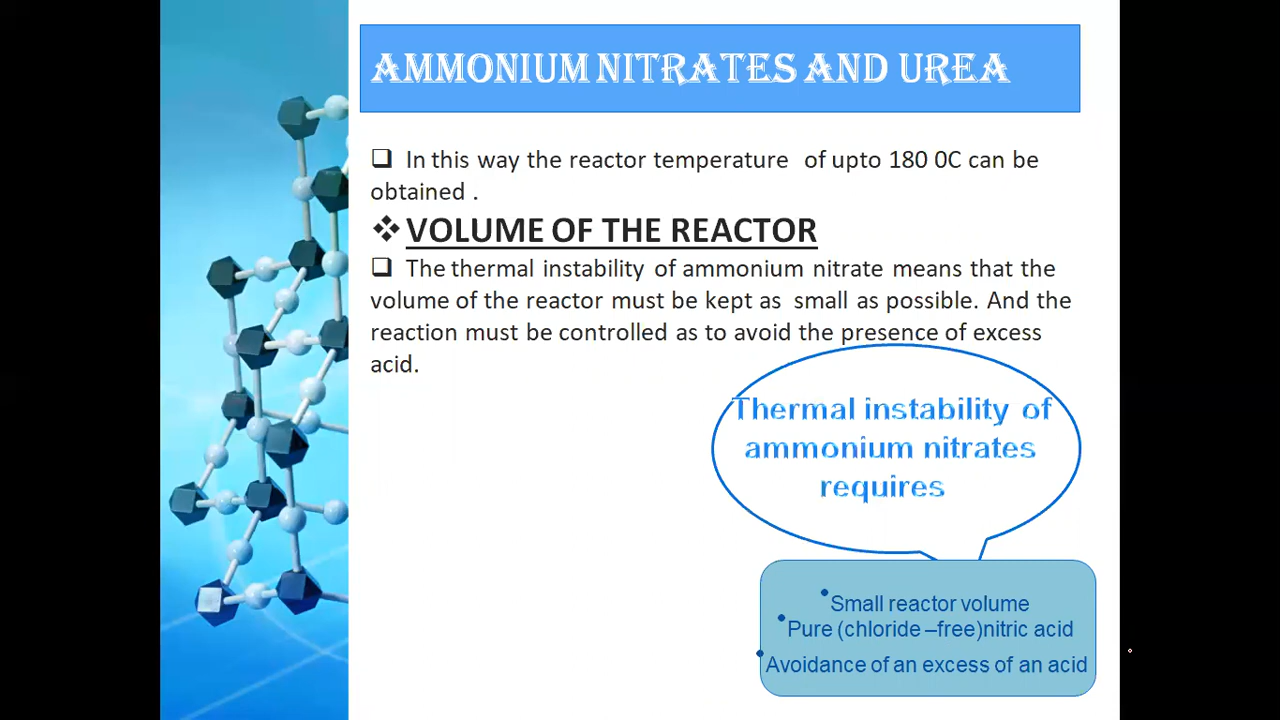 AMMONIUM NITRATES AND UREA
In this way the reactor temperature of upto 180 0C can be
obtained .
VOLUME OF THE REACTOR
The thermal instability of ammonium nitrate means that the
volume of the reactor must be kept as small as possible. And the
reaction must be controlled as to avoid the presence of excess
acid.
Thermal instability of
ammonium nitrates
requires
•Small reactor volume
•Pure (chloride –free)nitric acid
•Avoidance of an excess of an acid